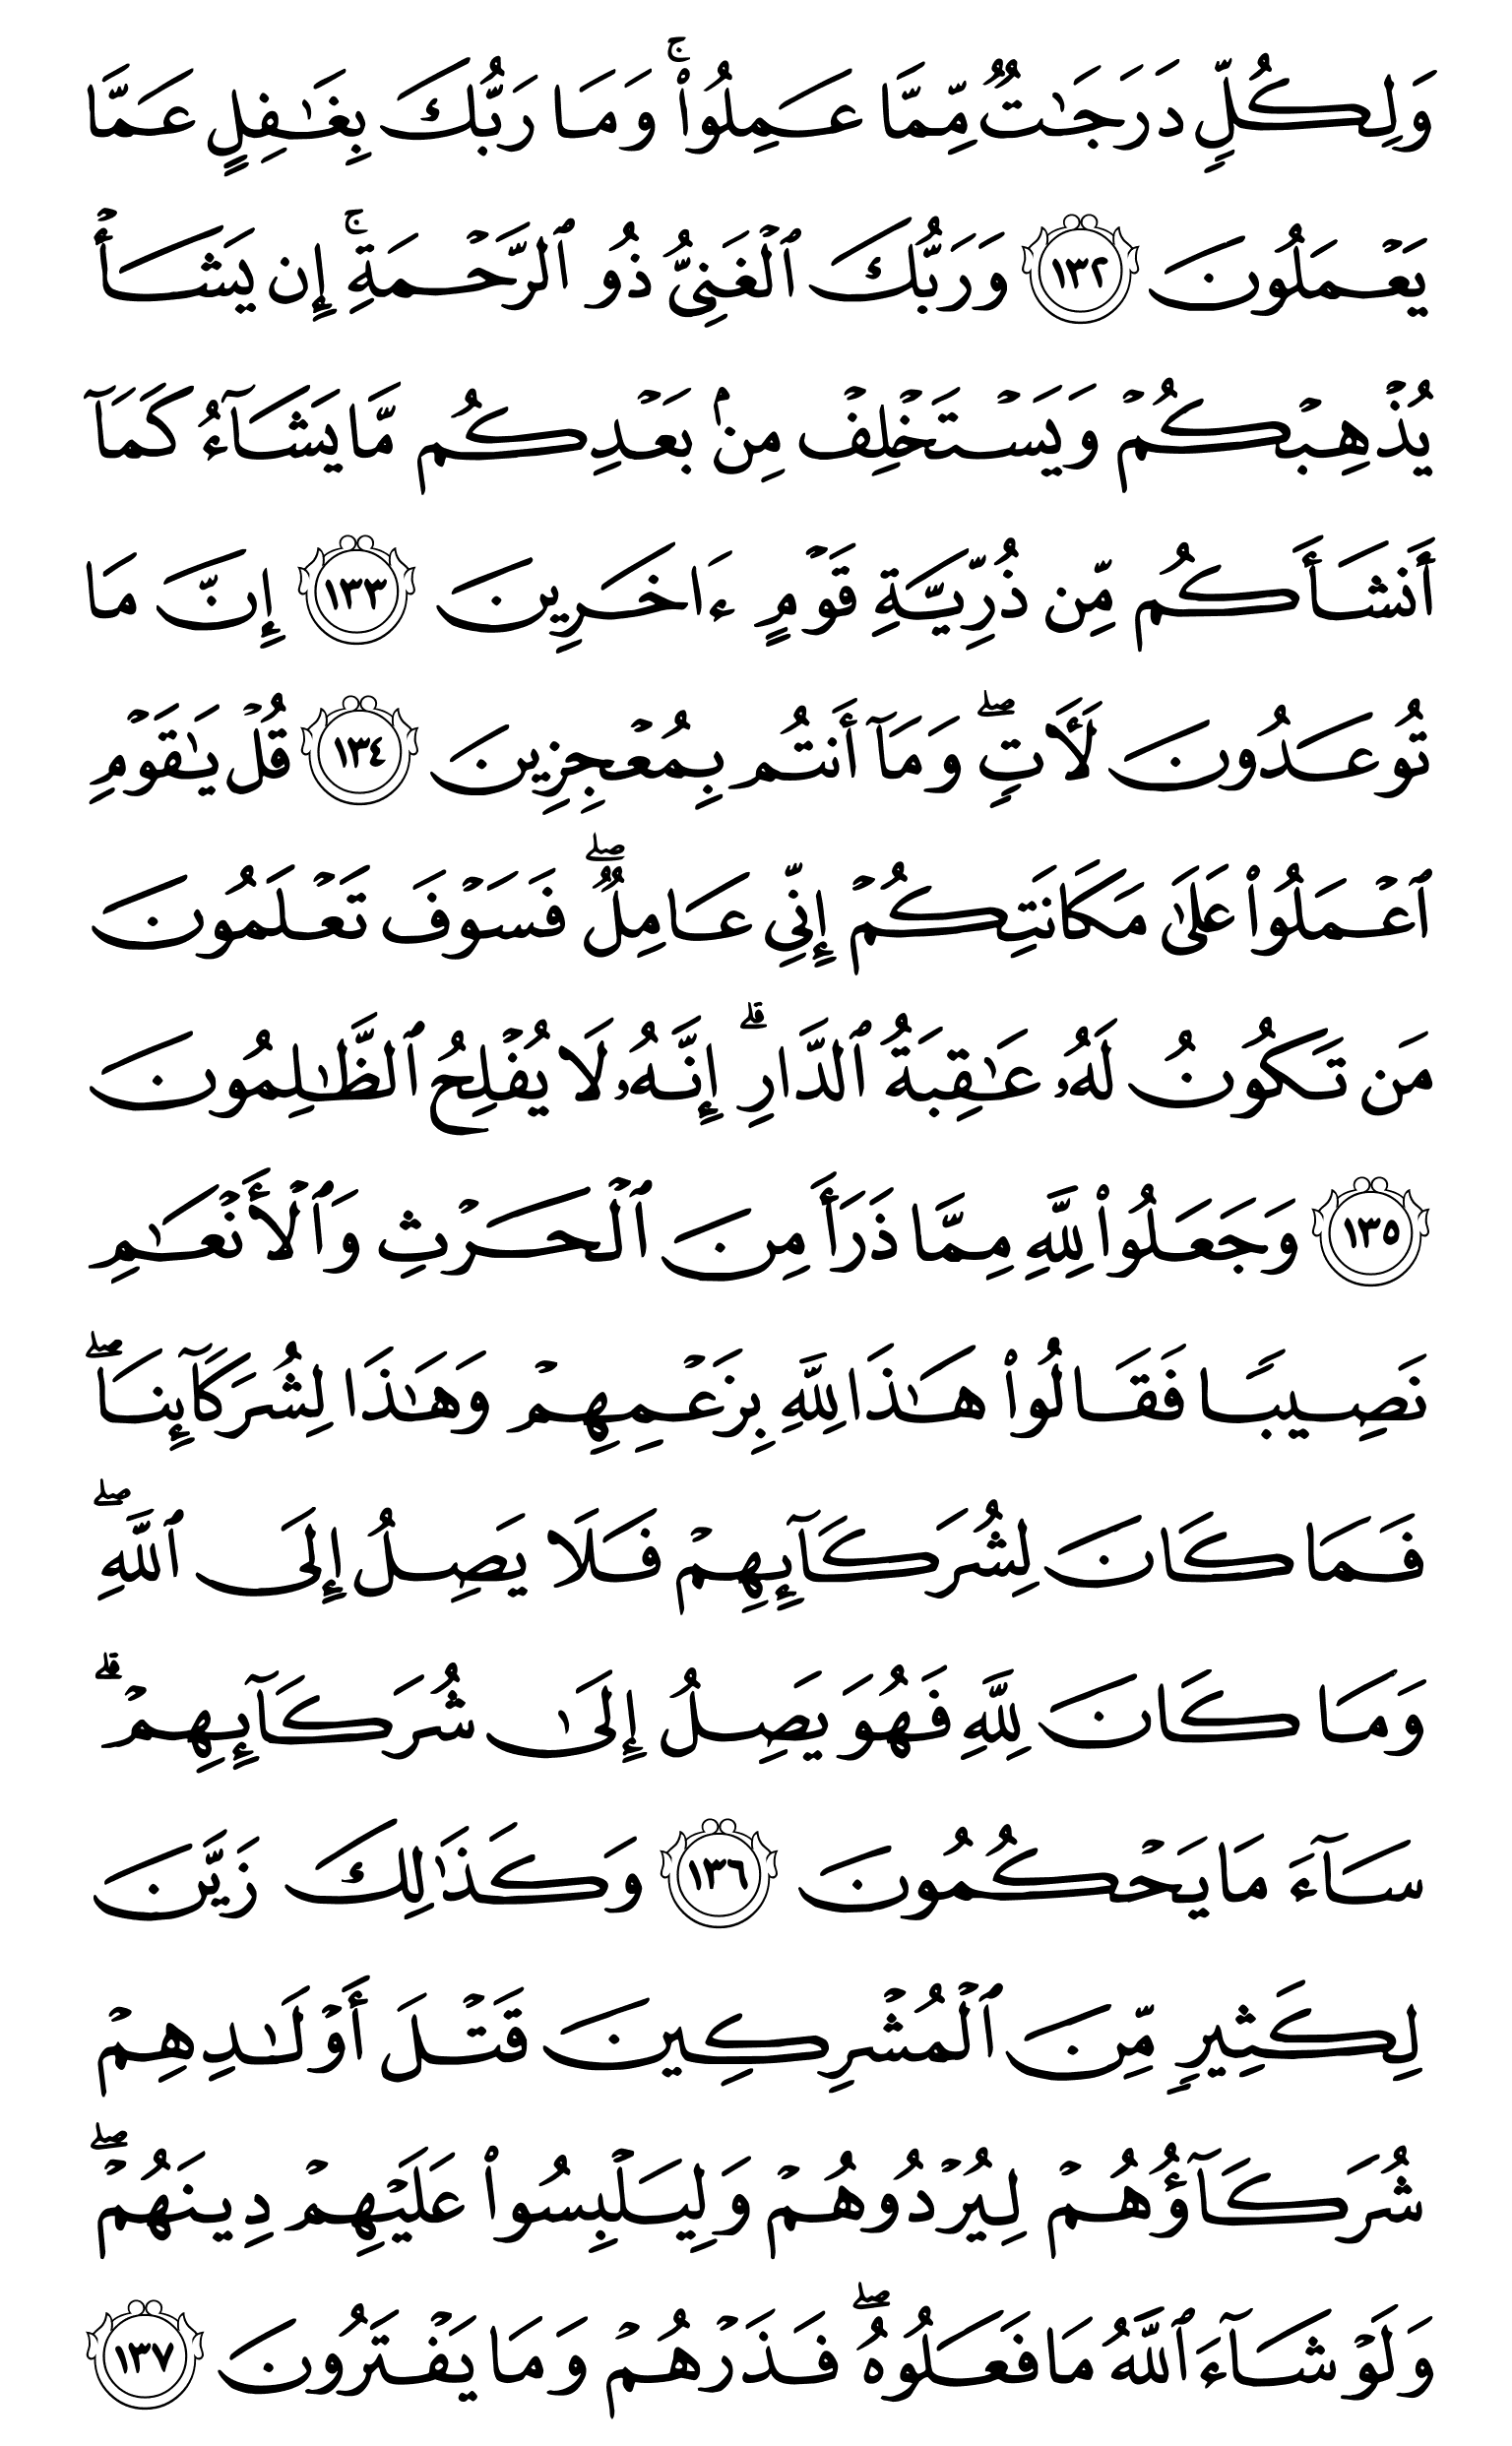 وَلِكُلٍّ دَرَجَٰتٌ مِّمَّا عَمِلُوا۟ ۚ وَمَا رَبُّكَ بِغَٰفِلٍ عَمَّا
يَعْمَلُونَ ١٣٢ وَرَبُّكَ ٱلْغَنِىُّ ذُو ٱلرَّحْمَةِ ۚ إِن يَشَأْ
يُذْهِبْكُمْ وَيَسْتَخْلِفْ مِنۢ بَعْدِكُم مَّا يَشَآءُ كَمَآ
أَنشَأَكُم مِّن ذُرِّيَّةِ قَوْمٍ ءَاخَرِينَ ١٣٣ إِنَّ مَا
تُوعَدُونَ لَـَٔاتٍ ۖ وَمَآ أَنتُم بِمُعْجِزِينَ ١٣٤ قُلْ يَٰقَوْمِ
ٱعْمَلُوا۟ عَلَىٰ مَكَانَتِكُمْ إِنِّى عَامِلٌ ۖ فَسَوْفَ تَعْلَمُونَ
مَن تَكُونُ لَهُۥ عَٰقِبَةُ ٱلدَّارِ ۗ إِنَّهُۥ لَا يُفْلِحُ ٱلظَّٰلِمُونَ
١٣٥ وَجَعَلُوا۟ لِلَّهِ مِمَّا ذَرَأَ مِنَ ٱلْحَرْثِ وَٱلْأَنْعَٰمِ
نَصِيبًا فَقَالُوا۟ هَٰذَا لِلَّهِ بِزَعْمِهِمْ وَهَٰذَا لِشُرَكَآئِنَا ۖ
فَمَا كَانَ لِشُرَكَآئِهِمْ فَلَا يَصِلُ إِلَى ٱللَّهِ ۖ
وَمَا كَانَ لِلَّهِ فَهُوَ يَصِلُ إِلَىٰ شُرَكَآئِهِمْ ۗ
سَآءَ مَا يَحْكُمُونَ ١٣٦ وَكَذَٰلِكَ زَيَّنَ
لِكَثِيرٍ مِّنَ ٱلْمُشْرِكِينَ قَتْلَ أَوْلَٰدِهِمْ
شُرَكَآؤُهُمْ لِيُرْدُوهُمْ وَلِيَلْبِسُوا۟ عَلَيْهِمْ دِينَهُمْ ۖ
وَلَوْ شَآءَ ٱللَّهُ مَا فَعَلُوهُ ۖ فَذَرْهُمْ وَمَا يَفْتَرُونَ ١٣٧